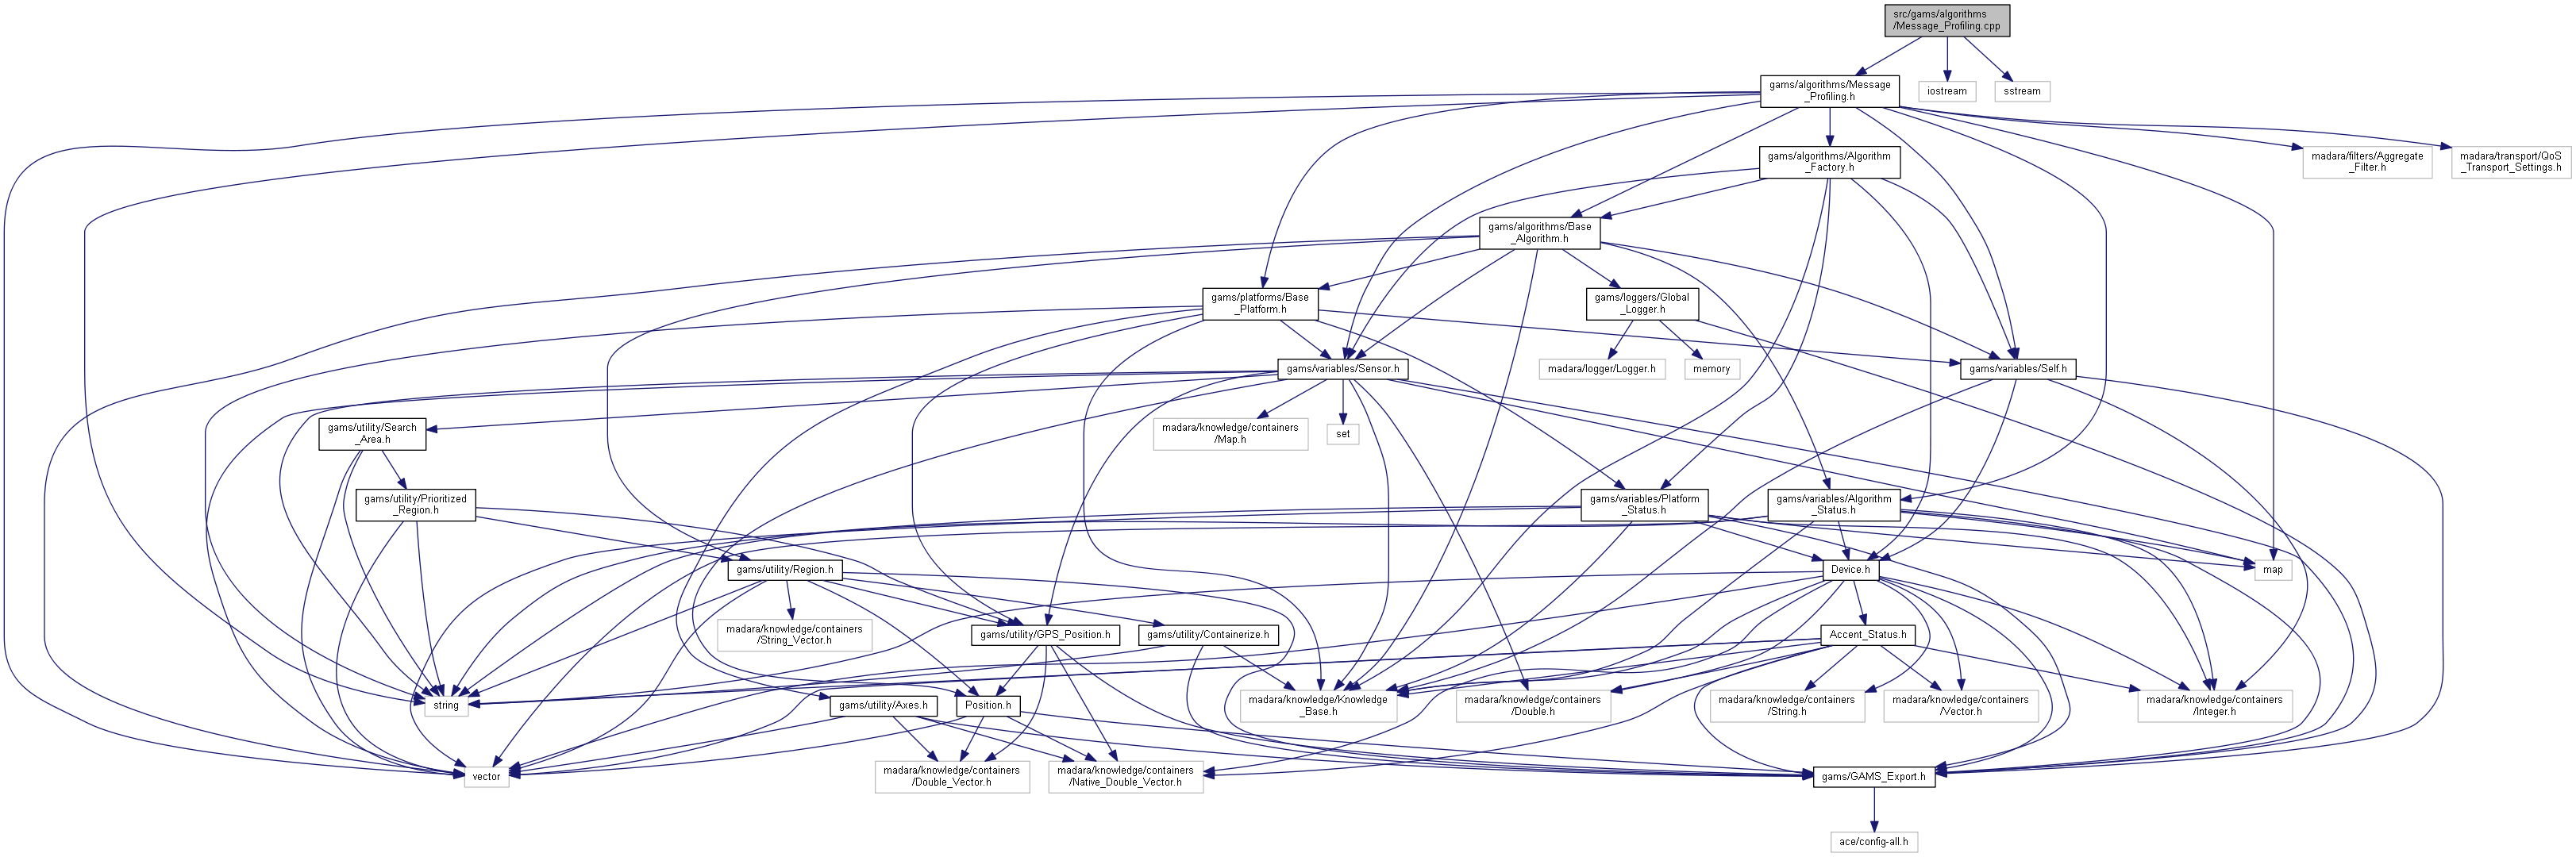 src/gams/algorithms
/Message_Profiling.cpp
gams/algorithms/Message
_Profiling.h
iostream
sstream
gams/algorithms/Algorithm
_Factory.h
madara/filters/Aggregate
_Filter.h
madara/transport/QoS
_Transport_Settings.h
gams/algorithms/Base
_Algorithm.h
gams/platforms/Base
_Platform.h
gams/loggers/Global
_Logger.h
gams/variables/Sensor.h
madara/logger/Logger.h
memory
gams/variables/Self.h
gams/utility/Search
_Area.h
madara/knowledge/containers
/Map.h
set
gams/utility/Prioritized
_Region.h
gams/variables/Platform
_Status.h
gams/variables/Algorithm
_Status.h
gams/utility/Region.h
Device.h
map
madara/knowledge/containers
/String_Vector.h
gams/utility/GPS_Position.h
gams/utility/Containerize.h
Accent_Status.h
string
gams/utility/Axes.h
Position.h
madara/knowledge/Knowledge
_Base.h
madara/knowledge/containers
/Double.h
madara/knowledge/containers
/String.h
madara/knowledge/containers
/Vector.h
madara/knowledge/containers
/Integer.h
vector
madara/knowledge/containers
/Double_Vector.h
madara/knowledge/containers
/Native_Double_Vector.h
gams/GAMS_Export.h
ace/config-all.h